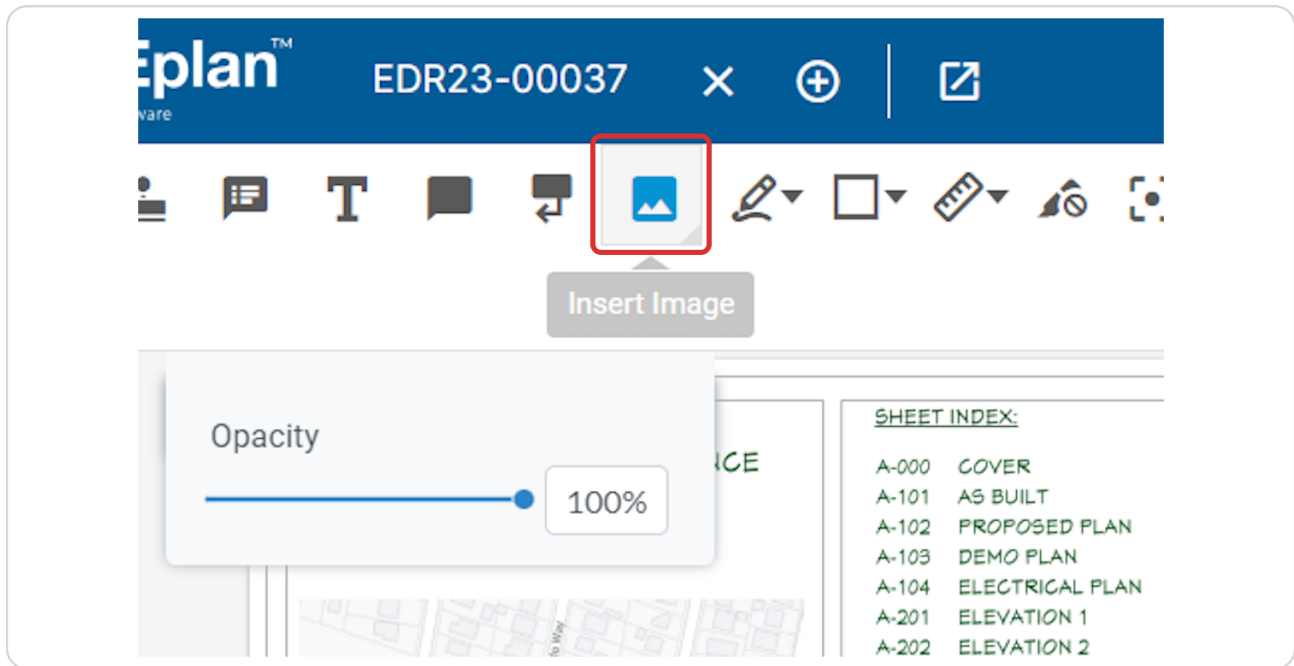 Eplan™
ware
EDR23-00037
Insert Image
Opacity
100%
SHEET INDEX:
A-000 COVER
A-101 AS BUILT
A-102 PROPOSED PLAN
A-103 DEMO PLAN
A-104 ELECTRICAL PLAN
A-201 ELEVATION 1
A-202 ELEVATION 2
NCE
Way